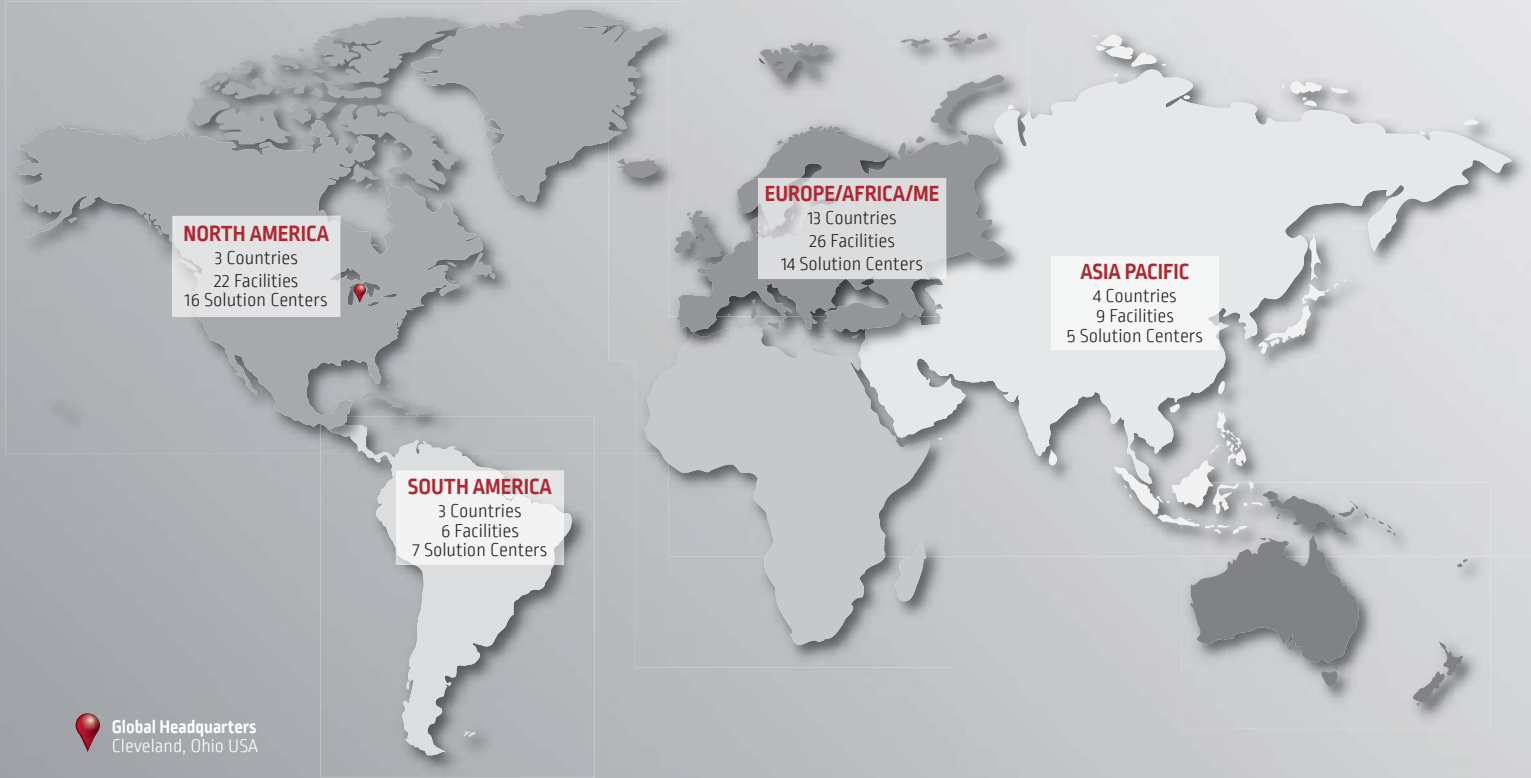 NORTH AMERICA
3 Countries
22 Facilities
16 Solution Centers
EUROPE/AFRICA/ME
13 Countries
26 Facilities
14 Solution Centers
ASIA PACIFIC
4 Countries
9 Facilities
5 Solution Centers
SOUTH AMERICA
3 Countries
6 Facilities
7 Solution Centers
Global Headquarters
Cleveland, Ohio USA